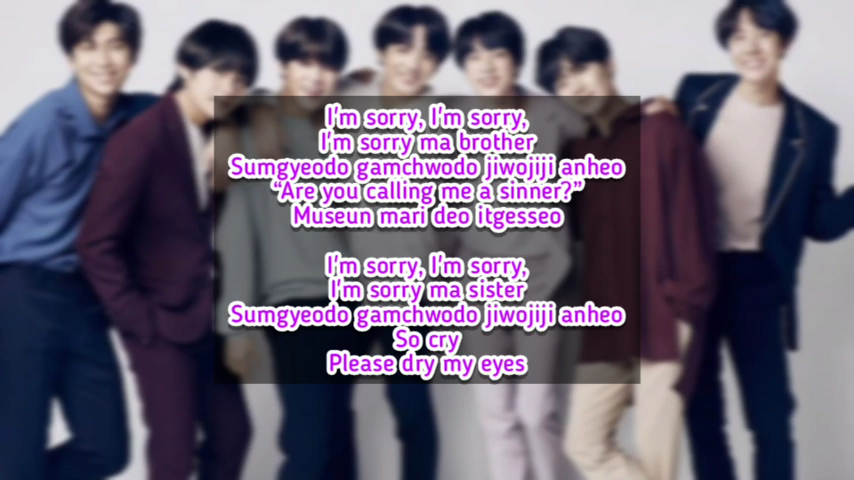 I'm sorry, I'm sorry,
I'm sorry ma brother
Sumgyeodo gamchwodo jiwojiji anheo
“Are you calling me a sinner?”
Museun mari deo itgesseo
I'm sorry, I'm sorry,
I'm sorry ma sister
Sumgyeodo gamchwodo jiwojiji anheo
So cry
Please dry my eyes